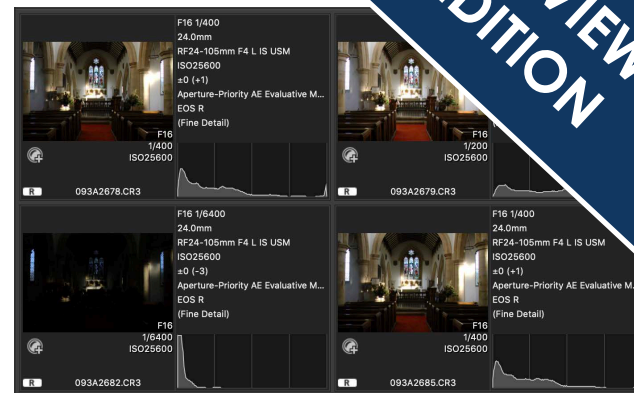 F16 1/400
24.0mm
RF24-105mm F4 L IS USM
ISO25600
±0 (+1)
Aperture-Priority AE Evaluative M...
EOS R
(Fine Detail)
F16
1/400
ISO25600
R 093A2678.CR3
F16
1/200
ISO25600
R 093A2679.CR3
F16 1/6400
24.0mm
RF24-105mm F4 L IS USM
ISO25600
±0 (-3)
Aperture-Priority AE Evaluative M...
EOS R
(Fine Detail)
F16
1/6400
ISO25600
R 093A2682.CR3
F16 1/400
24.0mm
RF24-105mm F4 L IS USM
ISO25600
±0 (+1)
Aperture-Priority AE Evaluative M.
EOS R
(Fine Detail)
F16
1/400
ISO25600
R 093A2685.CR3
VIEW
DITION